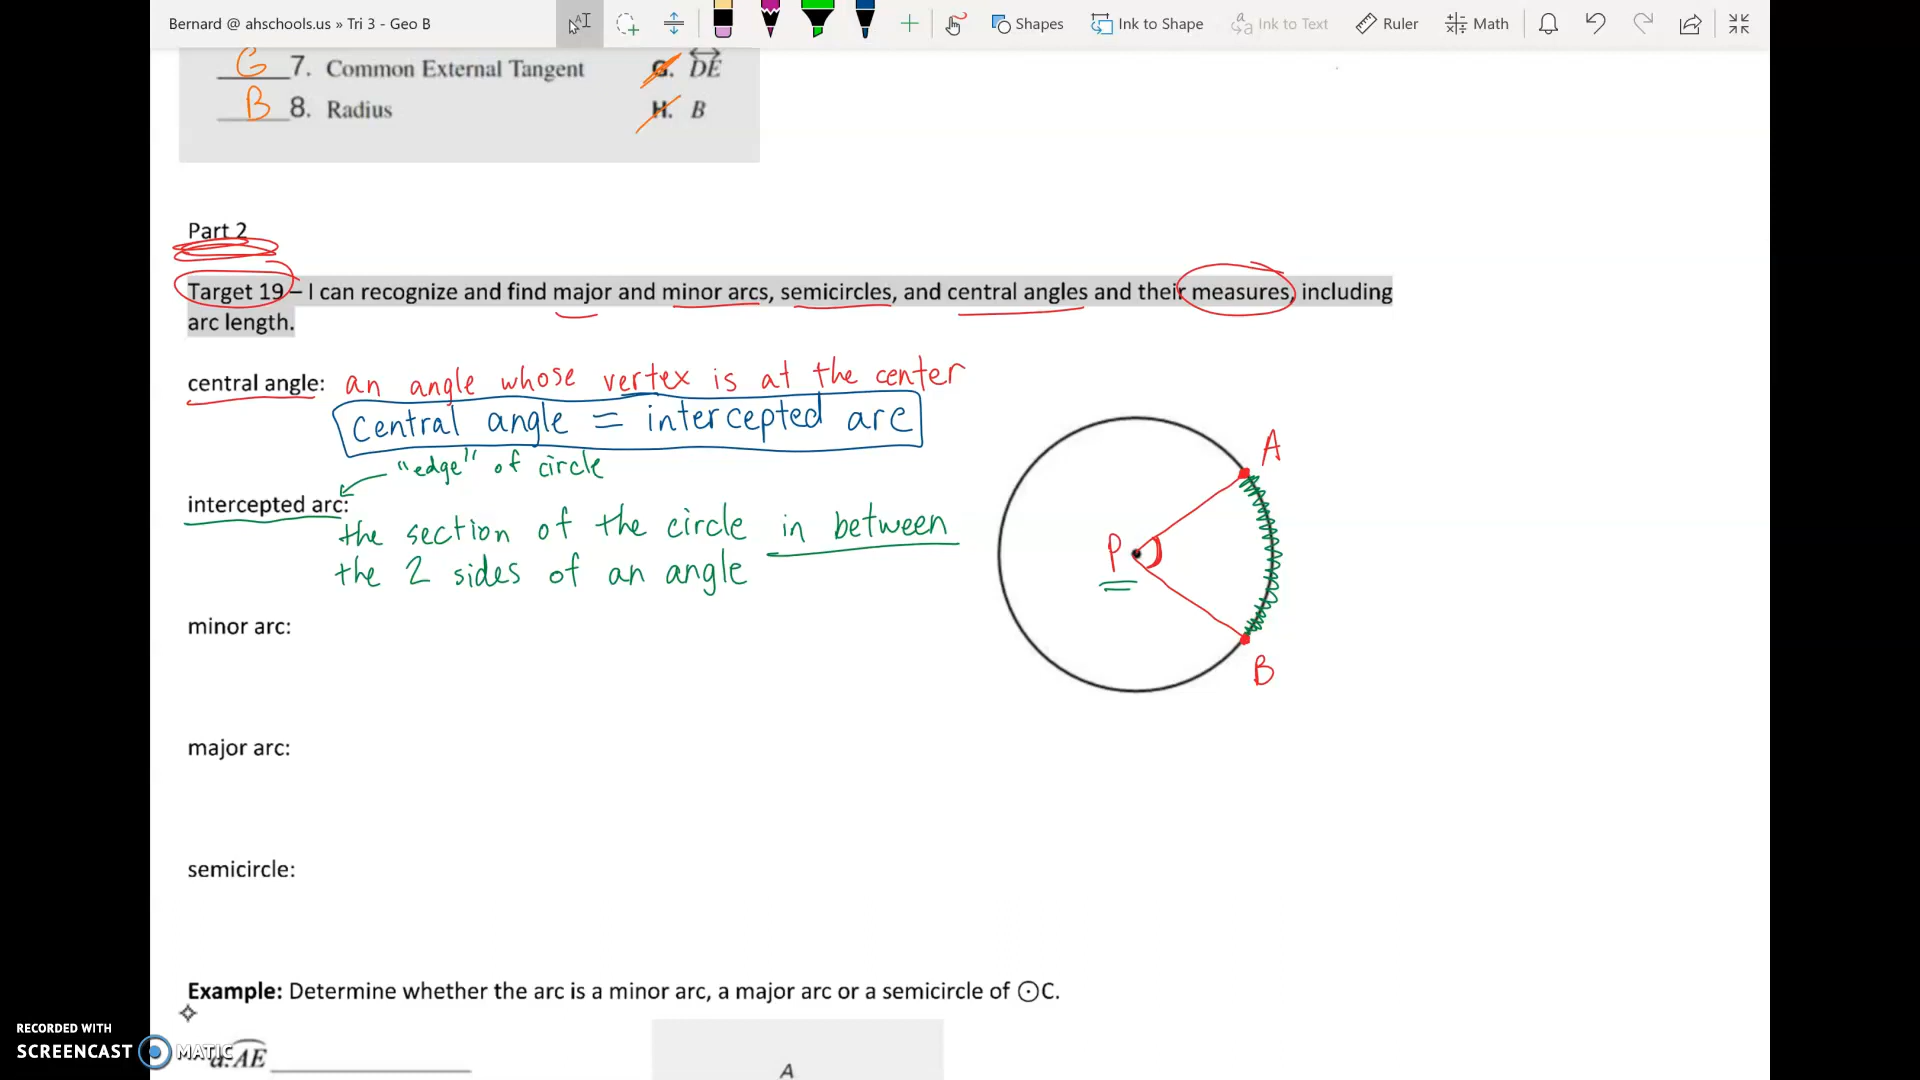 Bernard @ ahschools.us » Tri 3 - Geo B
Shapes Ink to Shape Ink to Text Ruler Math
G 7. Common External Tangent G. DE
B 8. Radius H. B
Part 2
Target 19 – I can recognize and find major and minor arcs, semicircles, and central angles and their measures, including
arc length.
central angle: an angle whose vertex is at the center
Central angle = intercepted arc
"edge" of circle
intercepted arc:
the section of the circle in between
the 2 sides of an angle
A
P
B
minor arc:
major arc:
semicircle:
Example: Determine whether the arc is a minor arc, a major arc or a semicircle of ⊙C.
RECORDED WITH
SCREENCAST MATIC
a. AE
A